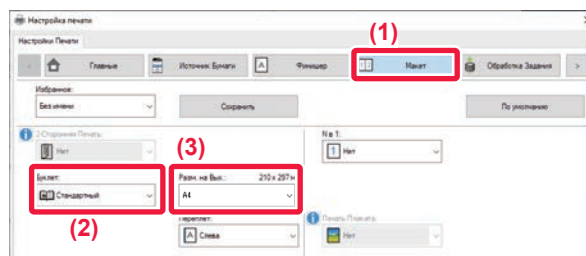 Настройка печати
Настройки Печати
(1)
Главные
Источник Бумаги
Финишер
Макет
Обработка Задания
Избранное:
Без имени
Сохранить
По умолчанию
2-Сторонняя Печать:
Нет
N в 1:
Нет
(3)
Буклет:
Стандартный
Разм. на Вых.:
210 x 297 м
A4
(2)
Переплет:
Слева
Печать Плаката:
Нет